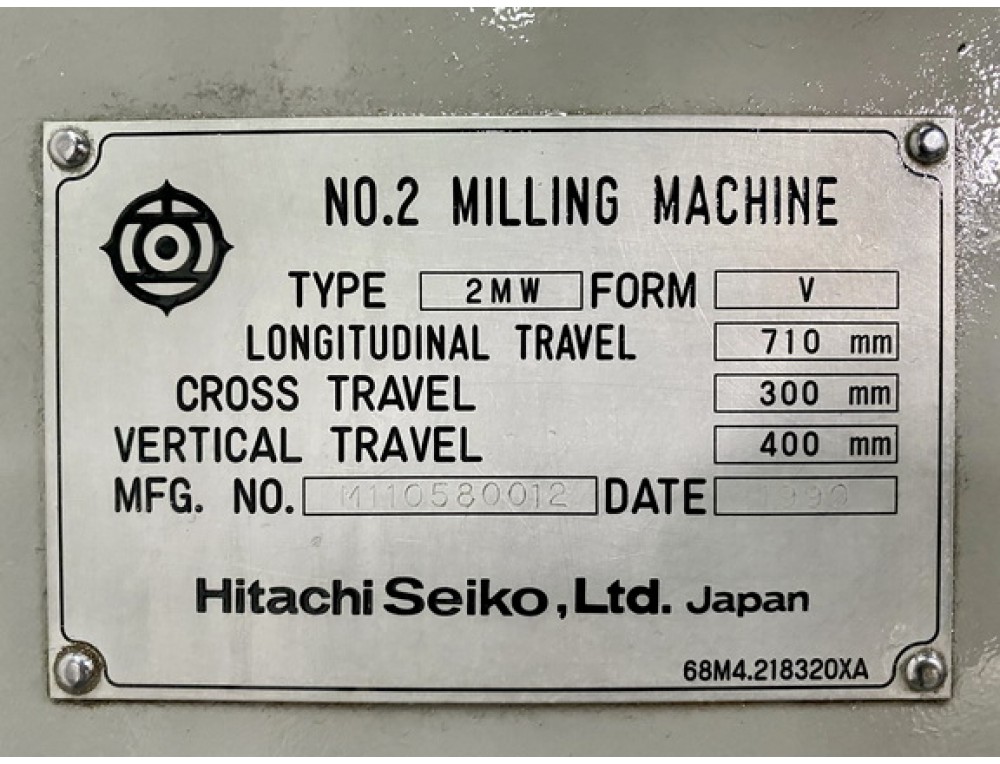 NO.2 MILLING MACHINE
TYPE 2MW FORM V
LONGITUDINAL TRAVEL 710 mm
CROSS TRAVEL 300 mm
VERTICAL TRAVEL 400 mm
MFG. NO. M110580012 DATE 1990
Hitachi Seiko, Ltd. Japan
68M4.218320XA